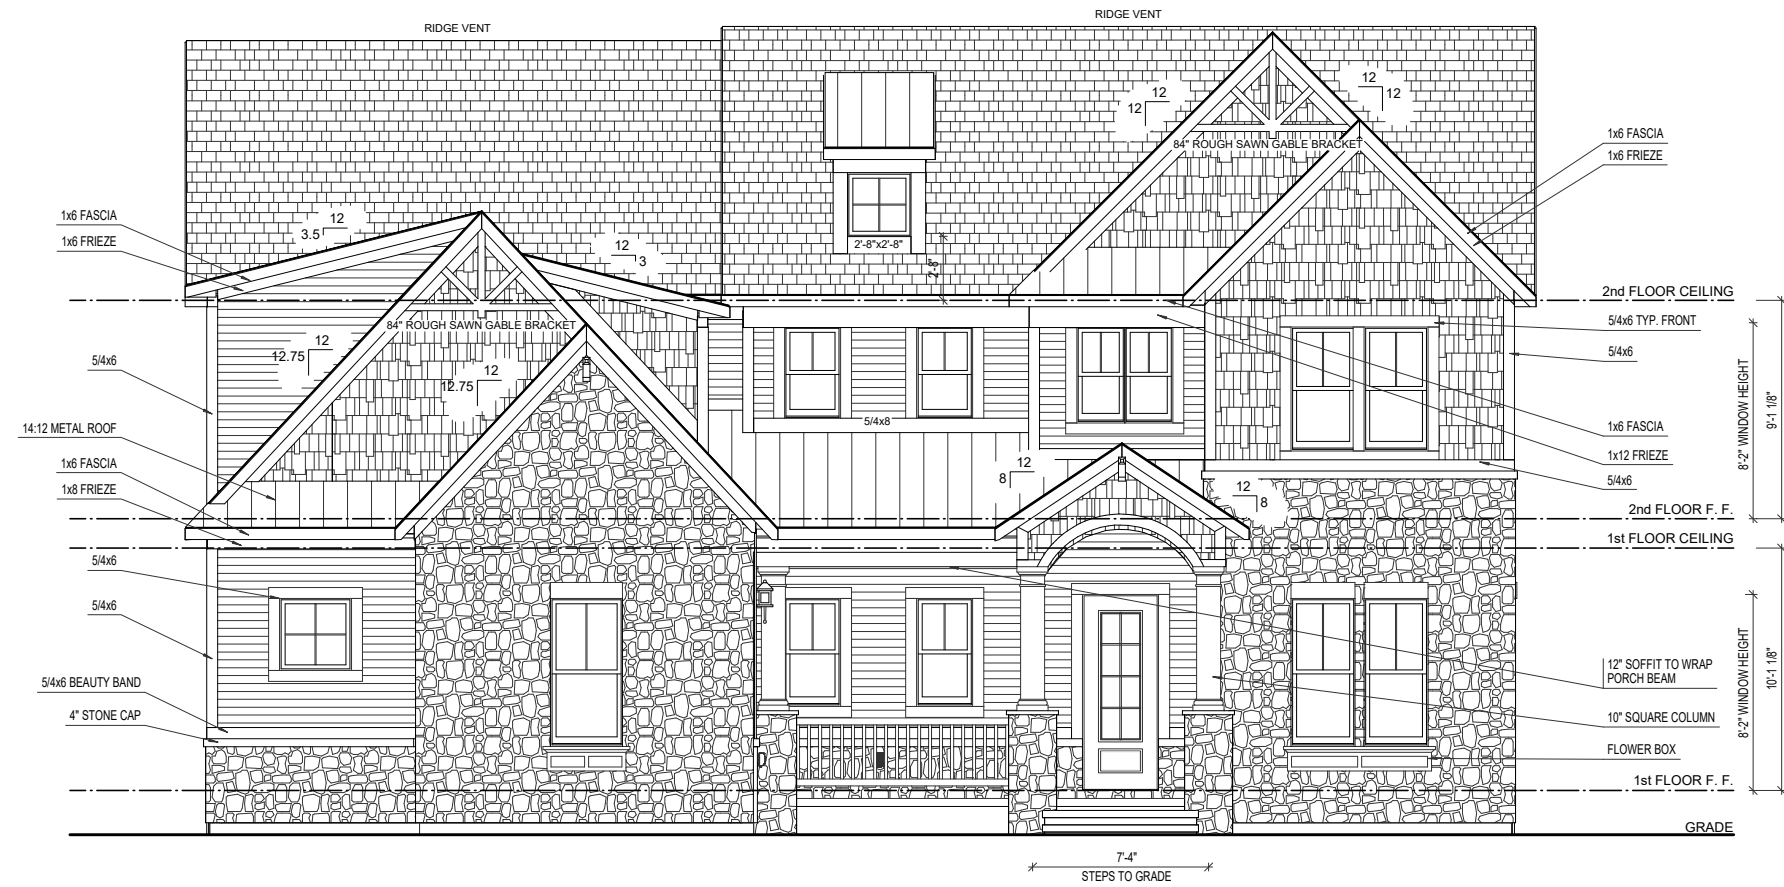 RIDGE VENT
RIDGE VENT
12
12
12
12
84" ROUGH SAWN GABLE BRACKET
1x6 FASCIA
1x6 FRIEZE
1x6 FASCIA
1x6 FRIEZE
12
3.5
12
3
2'-8"x2'-8"
2'-8"
2nd FLOOR CEILING
5/4x6 TYP. FRONT
5/4x6
84" ROUGH SAWN GABLE BRACKET
12
12.75
12
12.75
5/4x6
8'-2" WINDOW HEIGHT
9'-1 1/8"
5/4x8
14:12 METAL ROOF
1x6 FASCIA
1x8 FRIEZE
1x6 FASCIA
1x12 FRIEZE
5/4x6
12
8
12
8
2nd FLOOR F. F.
1st FLOOR CEILING
5/4x6
5/4x6
5/4x6 BEAUTY BAND
4" STONE CAP
8'-2" WINDOW HEIGHT
10'-1 1/8"
12" SOFFIT TO WRAP
PORCH BEAM
10" SQUARE COLUMN
FLOWER BOX
1st FLOOR F. F.
GRADE
7'-4"
STEPS TO GRADE